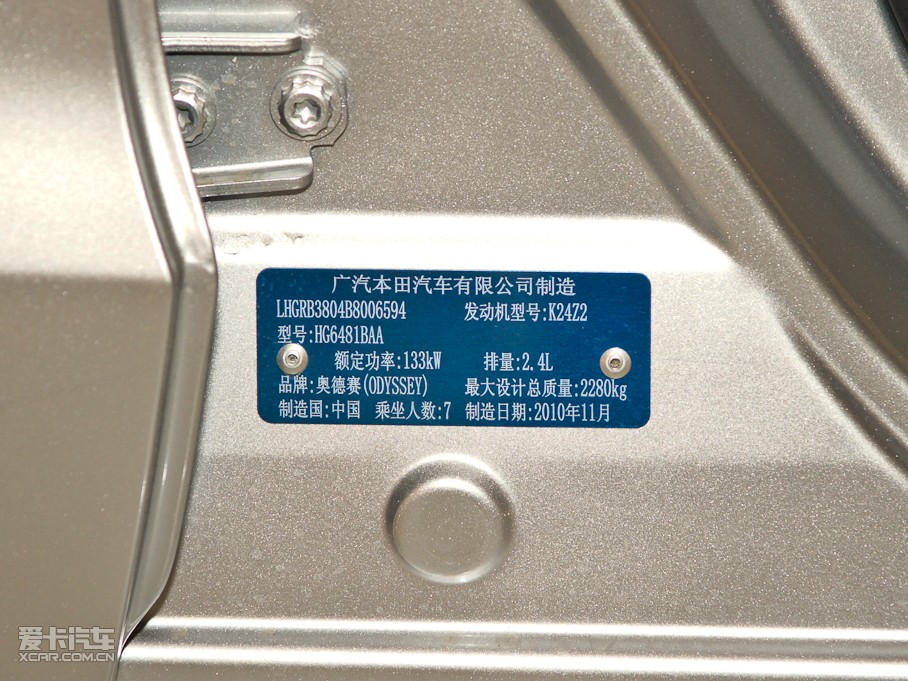 广汽本田汽车有限公司制造
LHGRB3804B8006594 发动机型号:K24Z2
型号:HG6481BAA
额定功率:133kW 排量:2.4L
品牌:奥德赛(ODYSSEY) 最大设计总质量:2280kg
制造国:中国 乘坐人数:7 制造日期:2010年11月
爱卡汽车
XCAR.COM.CN